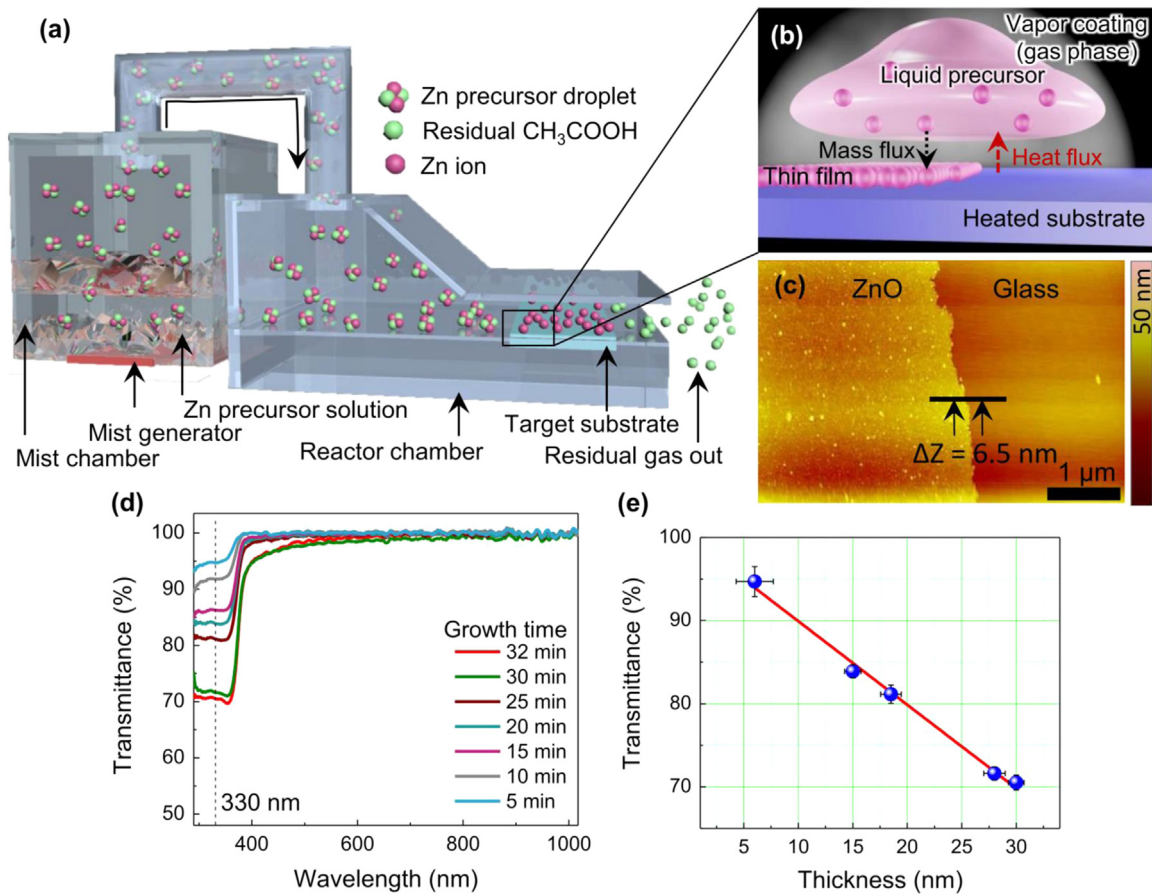 (a)
Zn precursor droplet
Residual CH₃COOH
Zn ion
Zn precursor solution
Mist generator
Mist chamber
Reactor chamber
Target substrate
Residual gas out
(b)
Vapor coating
(gas phase)
Liquid precursor
Mass flux
Heat flux
Thin film
Heated substrate
(c)
ZnO
Glass
ΔZ = 6.5 nm
1 μm
50 nm
(d)
100
90
80
70
60
50
Transmittance (%)
330 nm
Growth time
32 min
30 min
25 min
20 min
15 min
10 min
5 min
400
600
800
1000
Wavelength (nm)
(e)
100
90
80
70
Transmittance (%)
5
10
15
20
25
30
Thickness (nm)